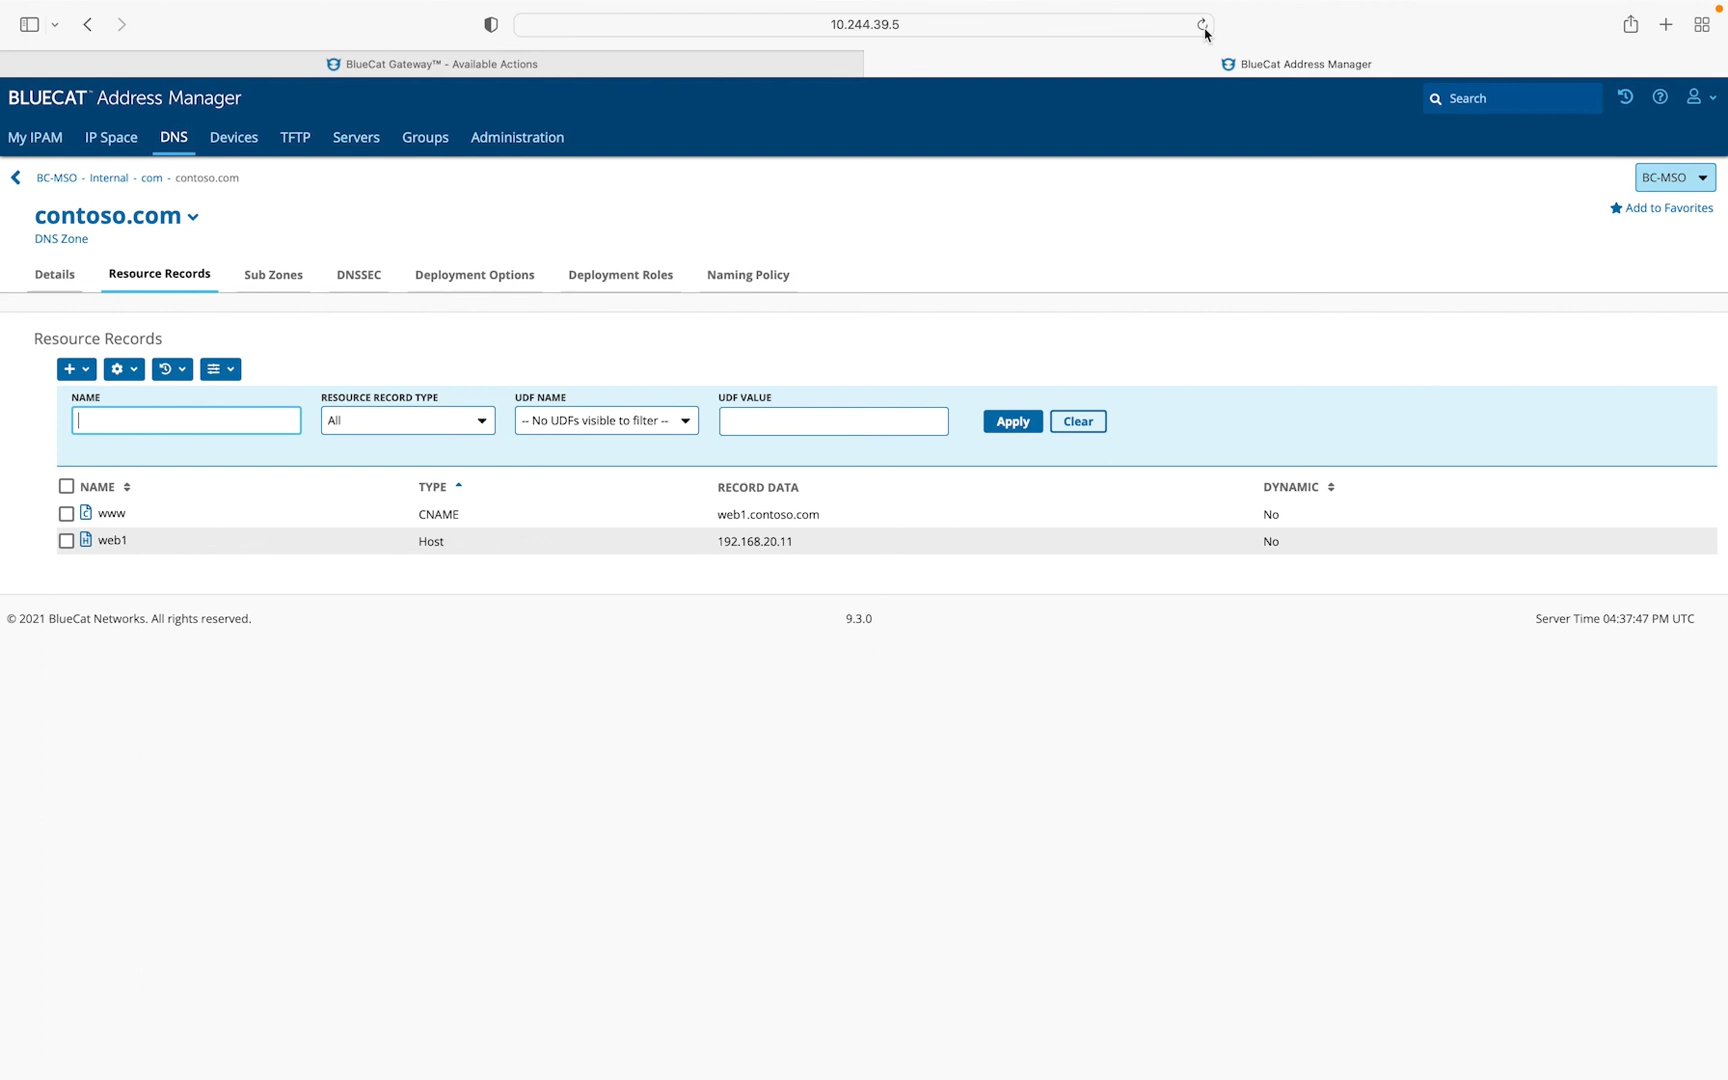 10.244.39.5
BlueCat Gateway™ - Available Actions
BlueCat Address Manager
BLUECAT™ Address Manager
Search
My IPAM IP Space DNS Devices TFTP Servers Groups Administration
BC-MSO - Internal - com - contoso.com
BC-MSO
contoso.com
Add to Favorites
DNS Zone
Details Resource Records Sub Zones DNSSEC Deployment Options Deployment Roles Naming Policy
Resource Records
NAME RESOURCE RECORD TYPE UDF NAME UDF VALUE
All -- No UDFs visible to filter -- Apply Clear
NAME TYPE RECORD DATA DYNAMIC
www CNAME web1.contoso.com No
web1 Host 192.168.20.11 No
© 2021 BlueCat Networks. All rights reserved. 9.3.0 Server Time 04:37:47 PM UTC